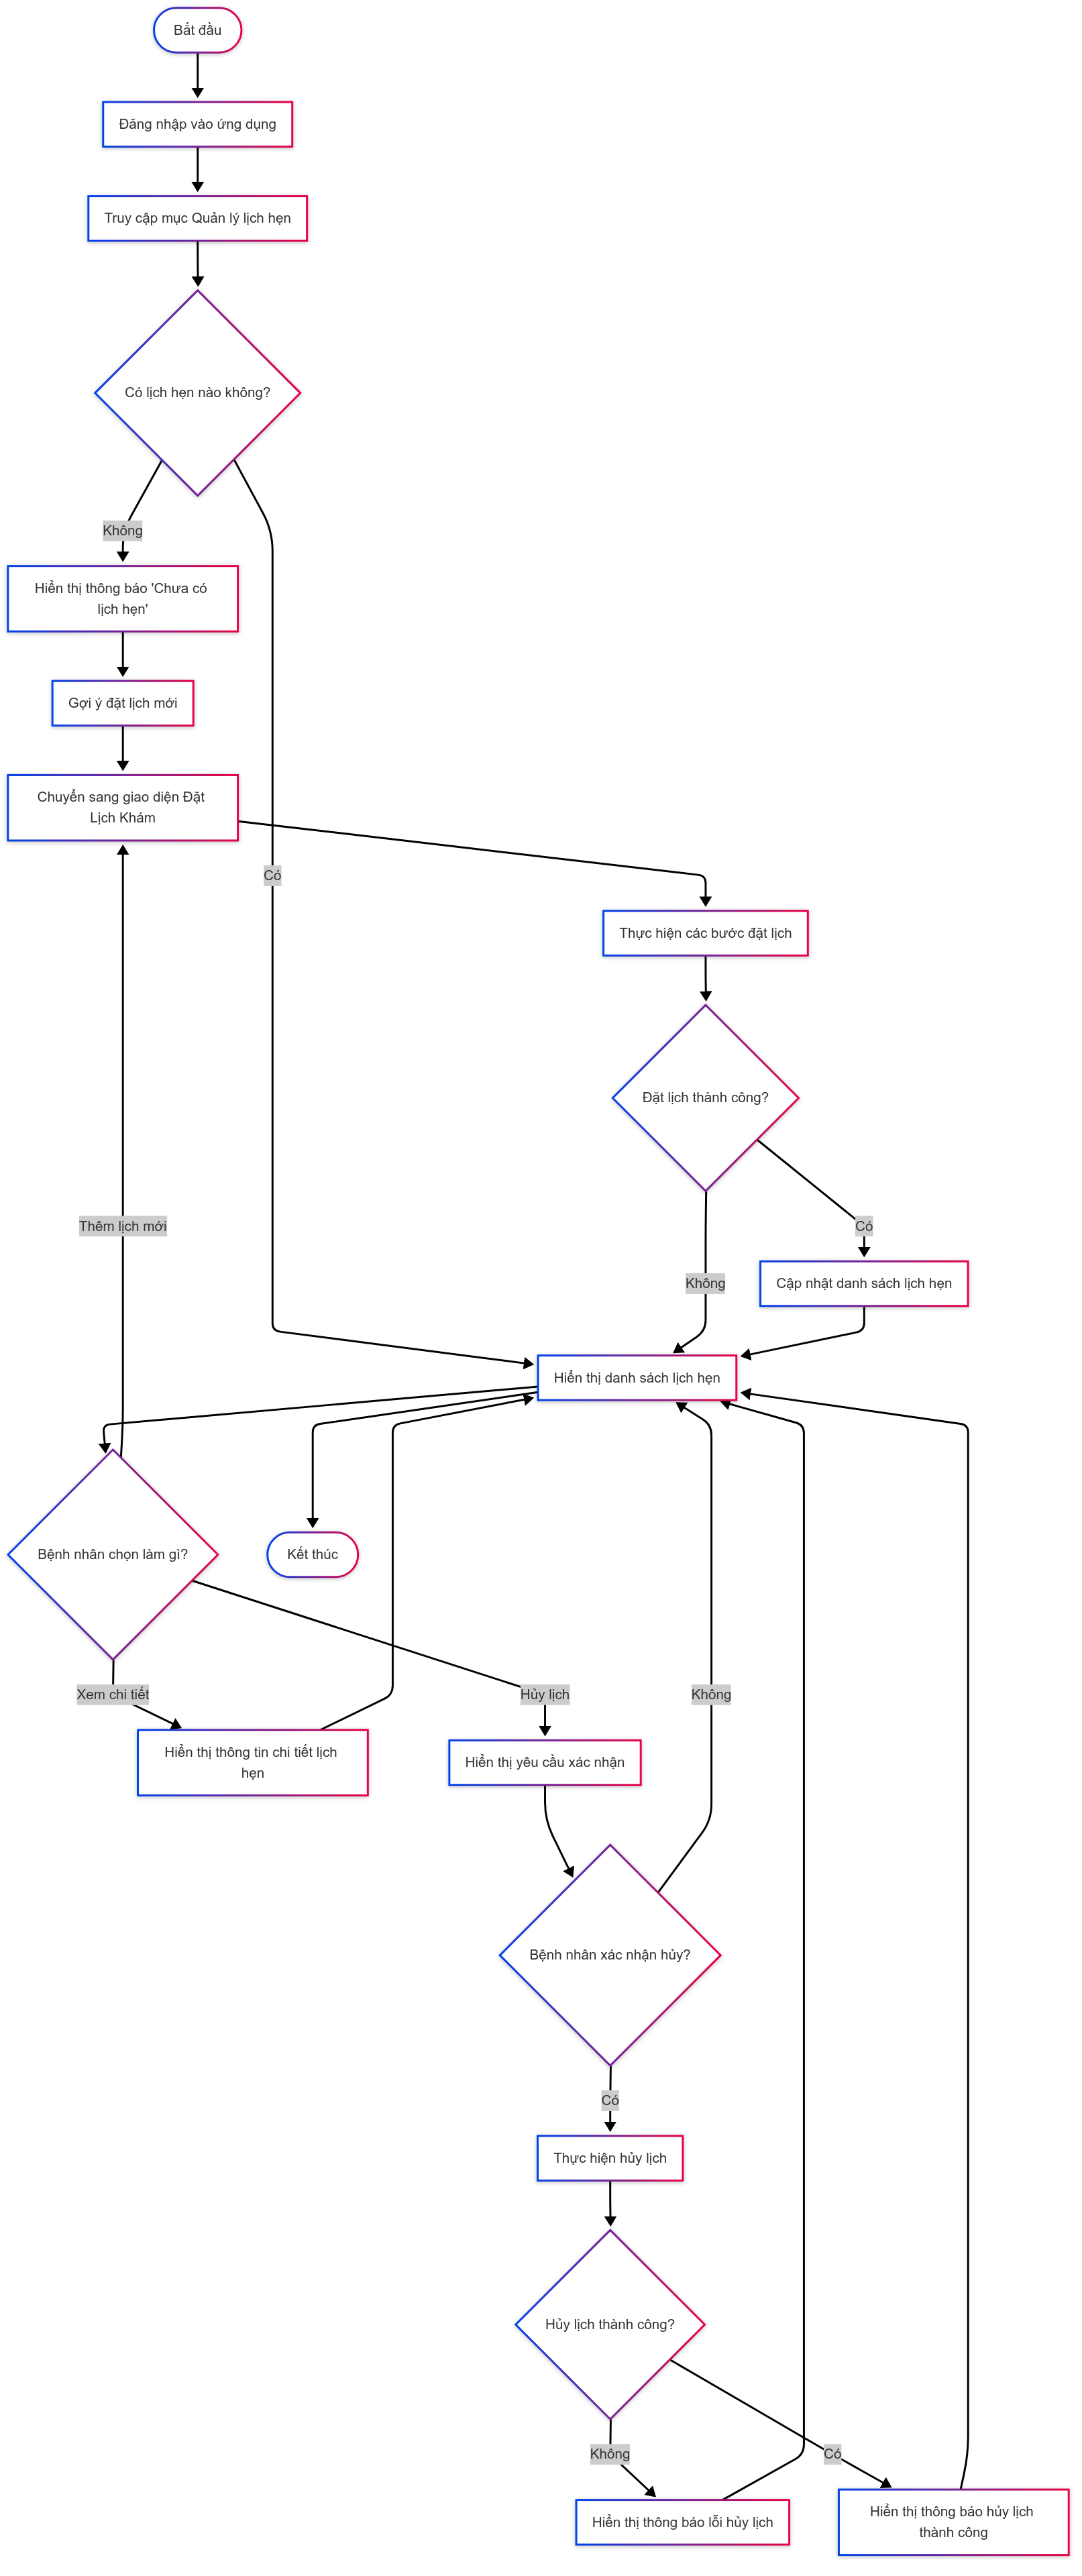 Bắt đầu
Đăng nhập vào ứng dụng
Truy cập mục Quản lý lịch hẹn
Có lịch hẹn nào không?
Không
Hiển thị thông báo 'Chưa có
lịch hẹn'
Gợi ý đặt lịch mới
Chuyển sang giao diện Đặt
Lịch Khám
Có
Thực hiện các bước đặt lịch
Đặt lịch thành công?
Thêm lịch mới
Có
Không
Cập nhật danh sách lịch hẹn
Hiển thị danh sách lịch hẹn
Bệnh nhân chọn làm gì?
Kết thúc
Xem chi tiết
Hủy lịch
Không
Hiển thị thông tin chi tiết lịch
hẹn
Hiển thị yêu cầu xác nhận
Bệnh nhân xác nhận hủy?
Có
Thực hiện hủy lịch
Hủy lịch thành công?
Không
Có
Hiển thị thông báo lỗi hủy lịch
Hiển thị thông báo hủy lịch
thành công